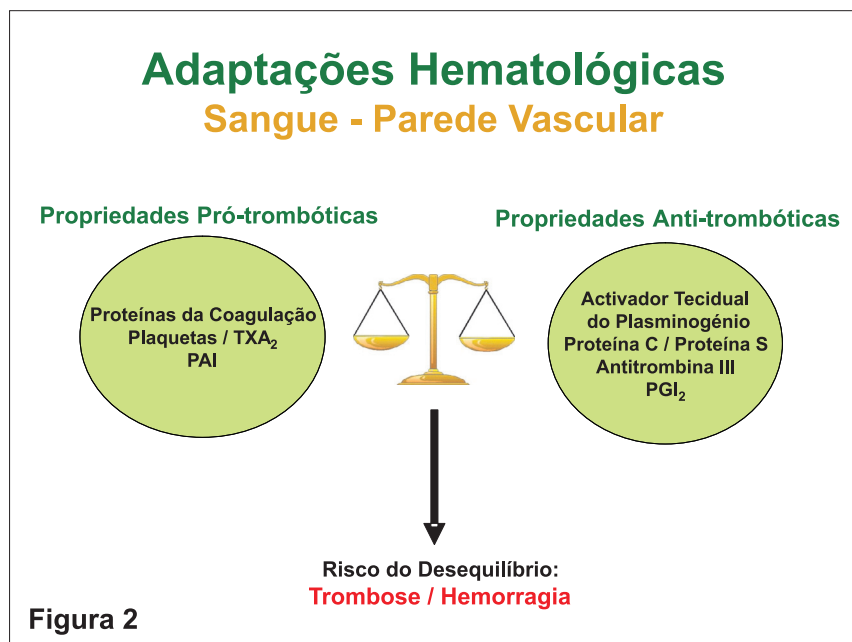 Adaptações Hematológicas
Sangue - Parede Vascular
Propriedades Pró-trombóticas
Proteínas da Coagulação
Plaquetas / TXA₂
PAI
Propriedades Anti-trombóticas
Activador Tecidual
do Plasminogénio
Proteína C / Proteína S
Antitrombina III
PGI₂
Risco do Desequilíbrio:
Trombose / Hemorragia
Figura 2